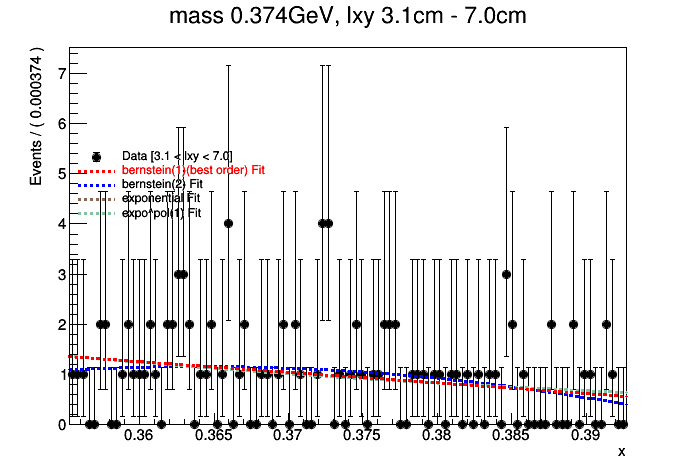 mass 0.374GeV, lxy 3.1cm - 7.0cm
Events / ( 0.000374 )
7
6
5
4
3
2
1
0
Data [3.1 < lxy < 7.0]
bernstein(1)(best order) Fit
bernstein(2) Fit
exponential Fit
expo*pol(1) Fit
0.36 0.365 0.37 0.375 0.38 0.385 0.39
x